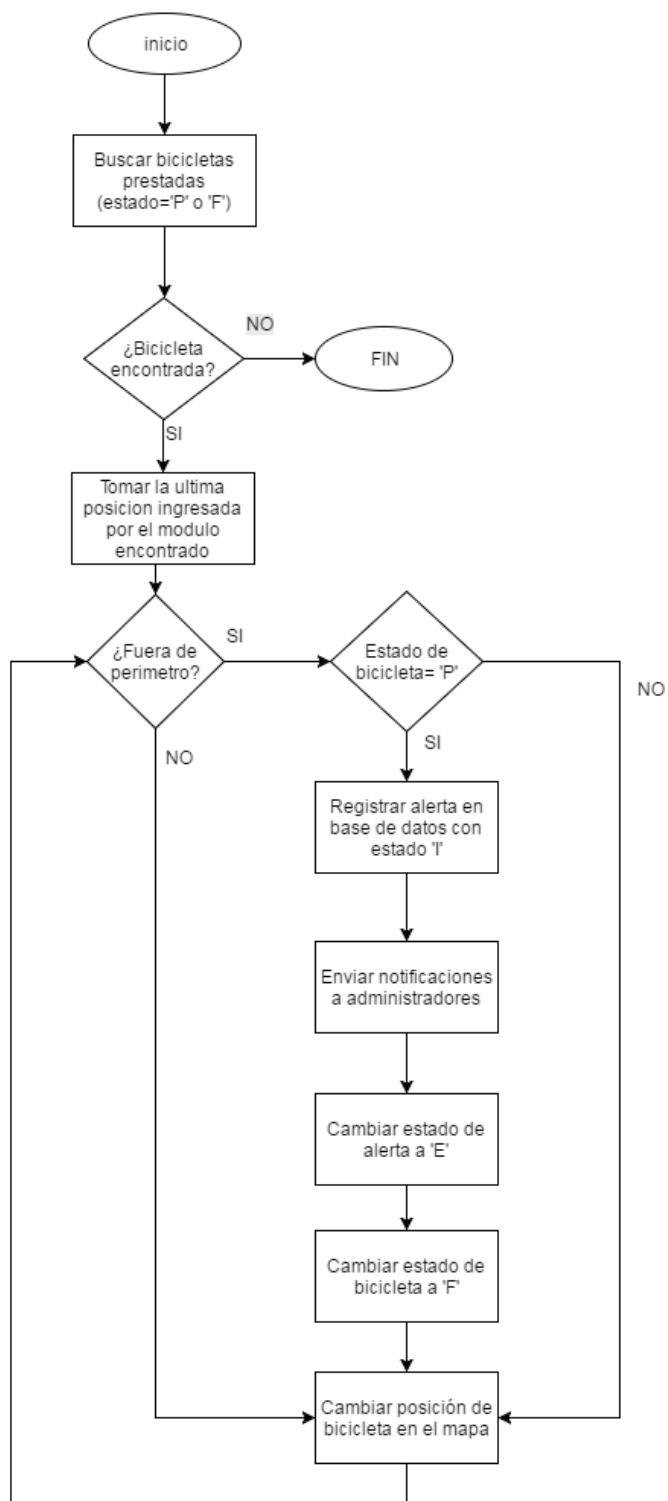 inicio
Buscar bicicletas
prestadas
(estado='P' o 'F')
NO
¿Bicicleta
encontrada?
FIN
SI
Tomar la ultima
posicion ingresada
por el modulo
encontrado
¿Fuera de
perimetro?
SI
Estado de
bicicleta= 'P'
NO
NO
SI
Registrar alerta en
base de datos con
estado 'I'
Enviar notificaciones
a administradores
Cambiar estado de
alerta a 'E'
Cambiar estado de
bicicleta a 'F'
Cambiar posición de
bicicleta en el mapa